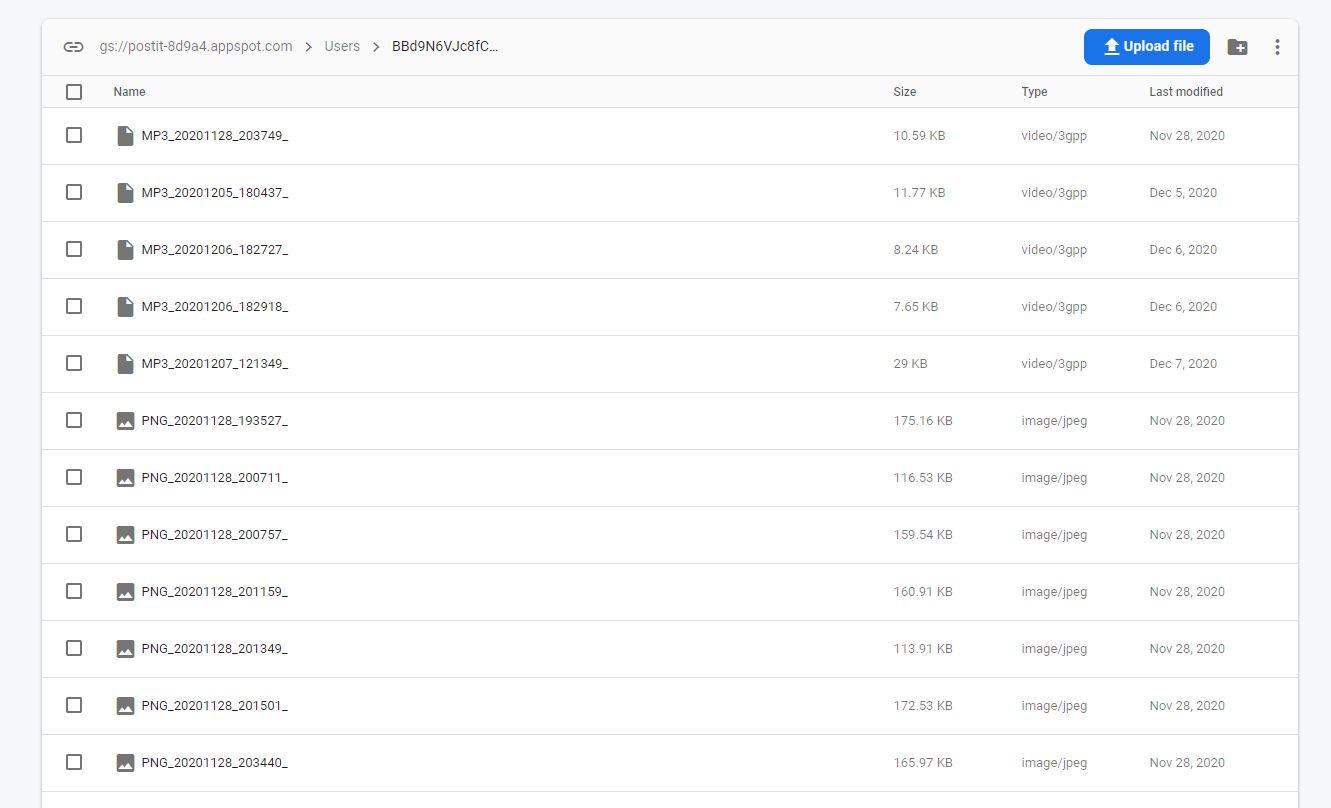 gs://postit-8d9a4.appspot.com > Users > BBd9N6VJc8fC... Upload file
Name Size Type Last modified
MP3_20201128_203749_ 10.59 KB video/3gpp Nov 28, 2020
MP3_20201205_180437_ 11.77 KB video/3gpp Dec 5, 2020
MP3_20201206_182727_ 8.24 KB video/3gpp Dec 6, 2020
MP3_20201206_182918_ 7.65 KB video/3gpp Dec 6, 2020
MP3_20201207_121349_ 29 KB video/3gpp Dec 7, 2020
PNG_20201128_193527_ 175.16 KB image/jpeg Nov 28, 2020
PNG_20201128_200711_ 116.53 KB image/jpeg Nov 28, 2020
PNG_20201128_200757_ 159.54 KB image/jpeg Nov 28, 2020
PNG_20201128_201159_ 160.91 KB image/jpeg Nov 28, 2020
PNG_20201128_201349_ 113.91 KB image/jpeg Nov 28, 2020
PNG_20201128_201501_ 172.53 KB image/jpeg Nov 28, 2020
PNG_20201128_203440_ 165.97 KB image/jpeg Nov 28, 2020